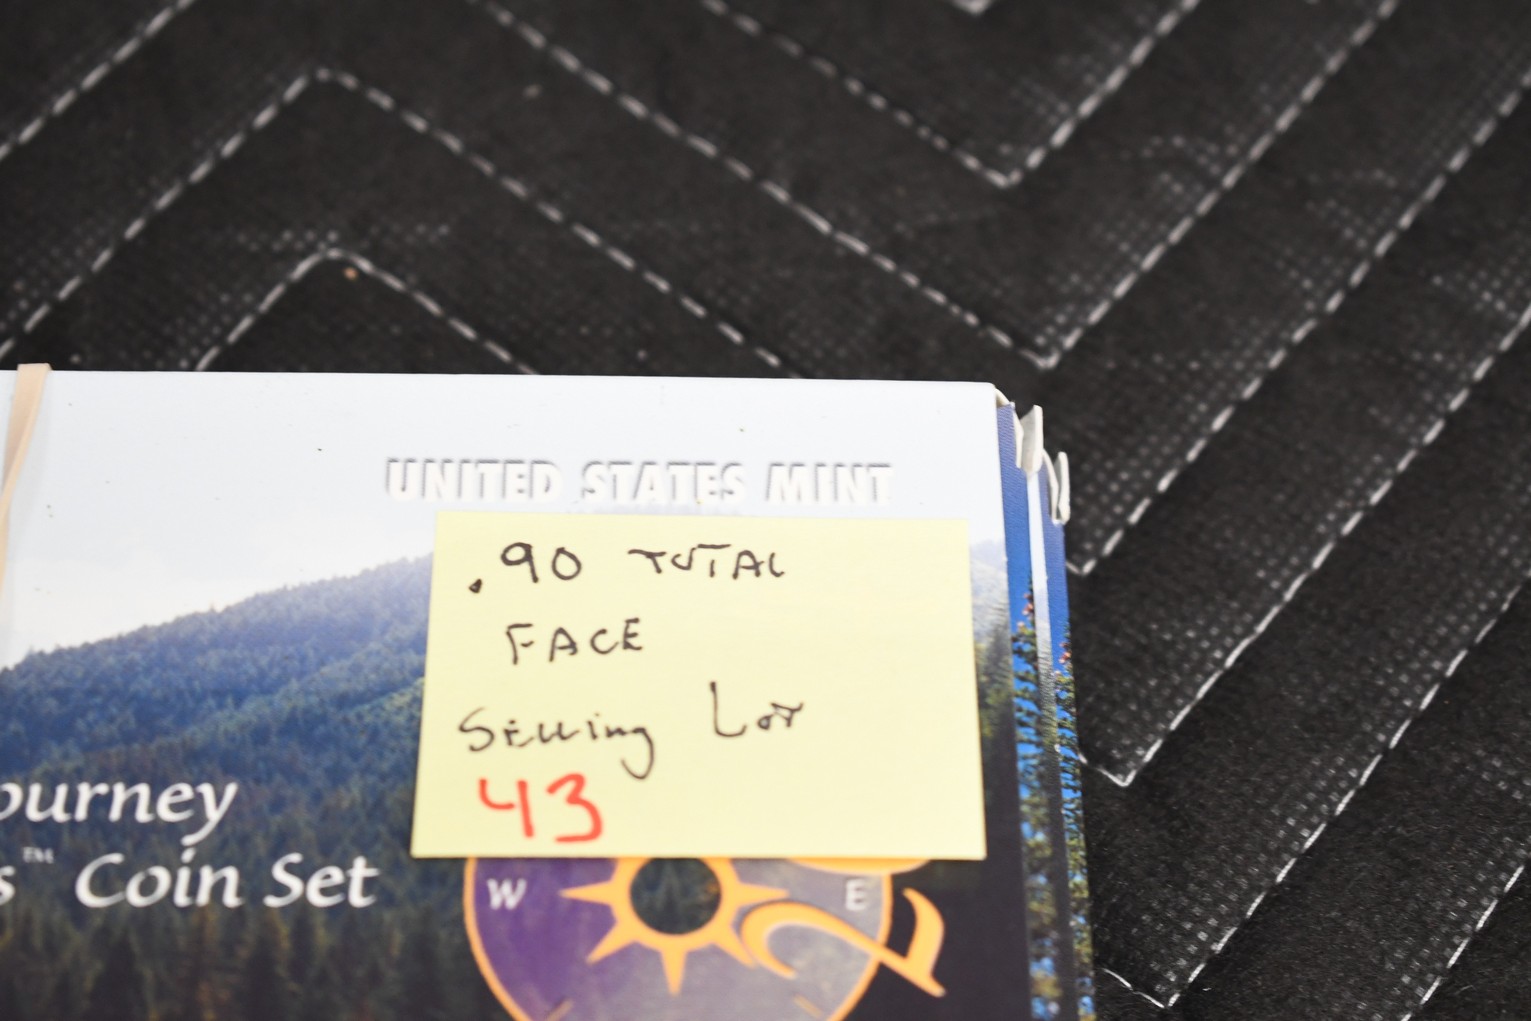 UNITED STATES MINT
.90 TOTAL
FACE
Selling Lot
43
ourney
s™ Coin Set
W E